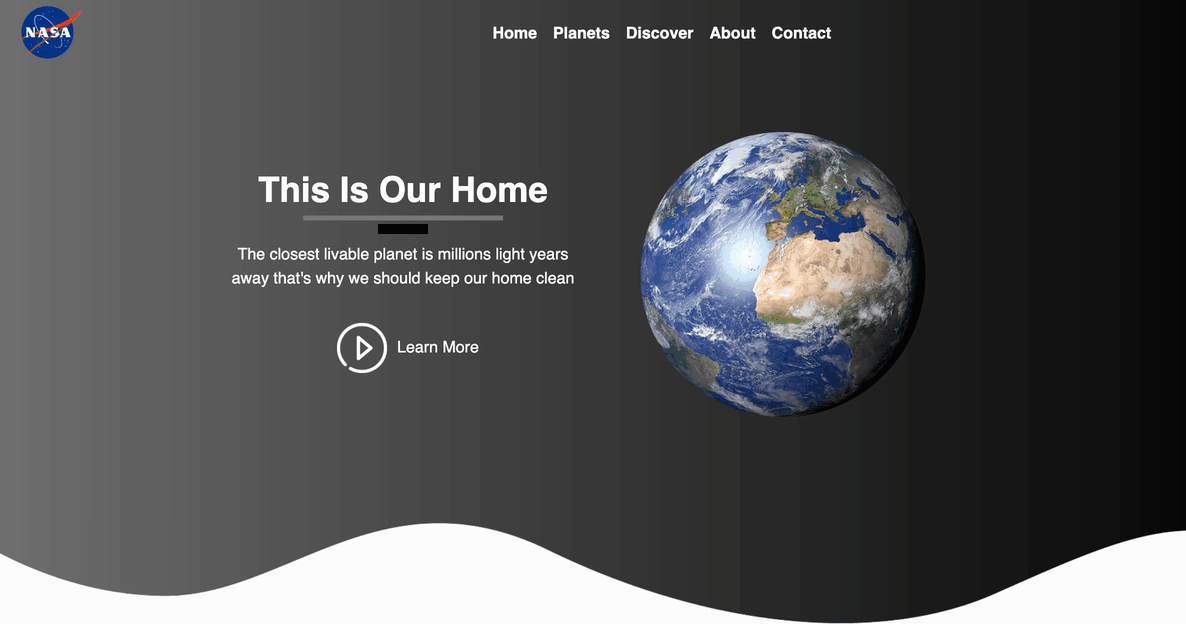 NASA
Home Planets Discover About Contact
This Is Our Home
The closest livable planet is millions light years
away that's why we should keep our home clean
Learn More